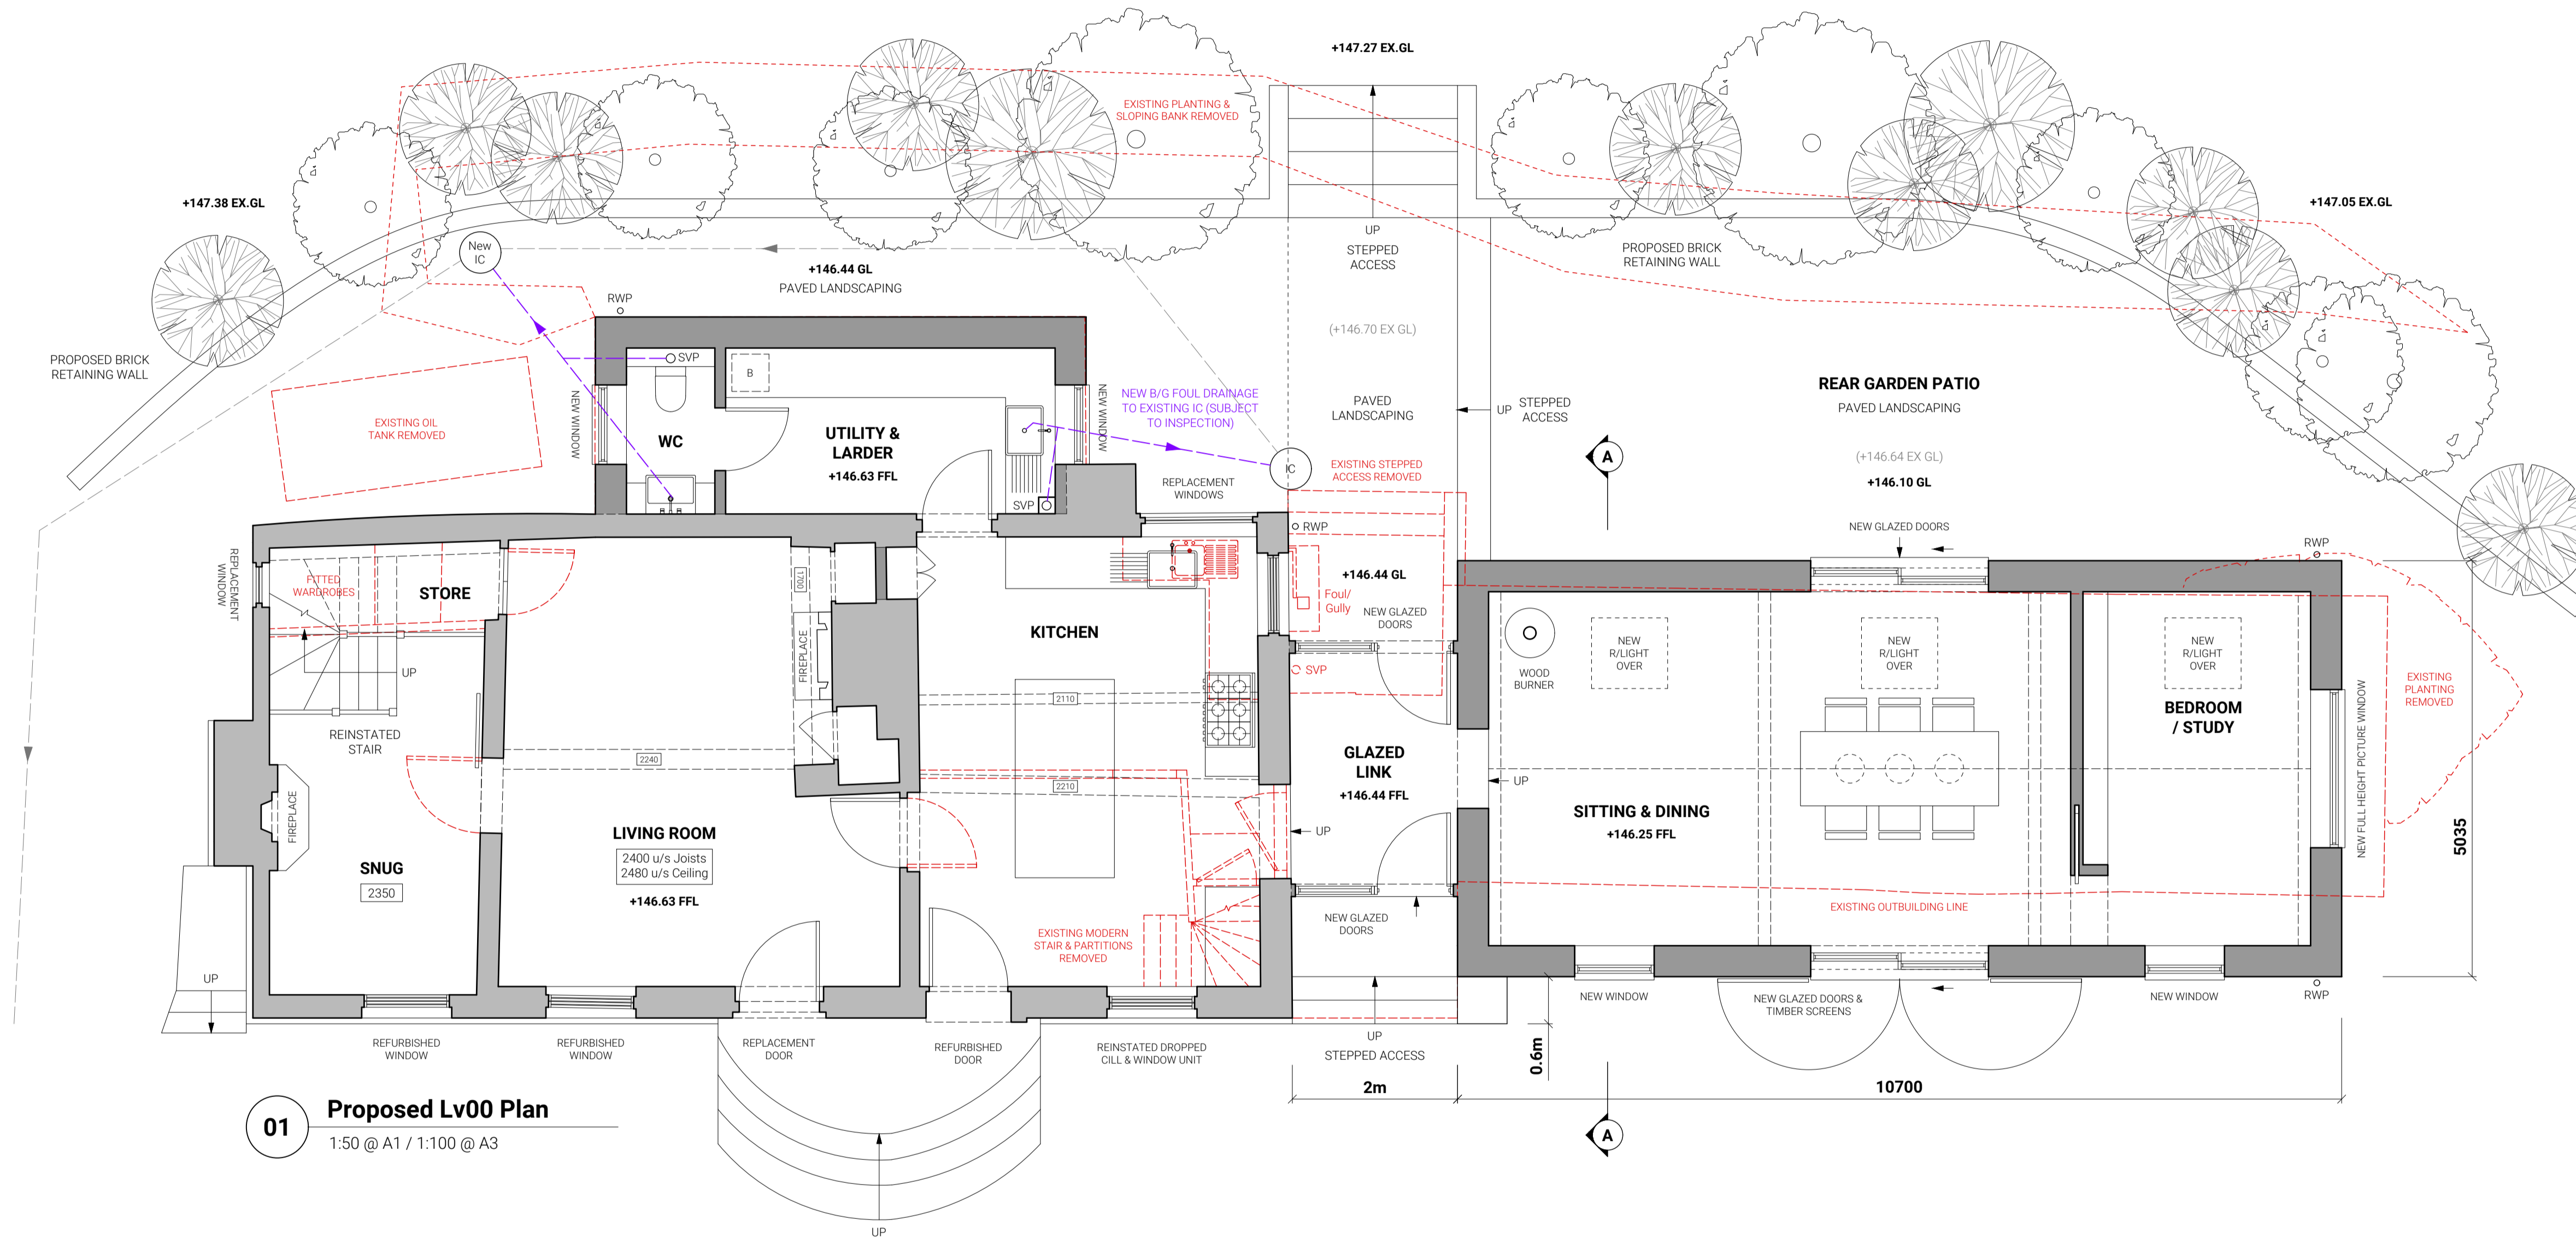 +147.27 EX.GL
EXISTING PLANTING &
SLOPING BANK REMOVED
+147.38 EX.GL
+147.05 EX.GL
New
IC
UP
STEPPED
ACCESS
PROPOSED BRICK
RETAINING WALL
+146.44 GL
PAVED LANDSCAPING
RWP
(+146.70 EX GL)
PROPOSED BRICK
RETAINING WALL
SVP
B
REAR GARDEN PATIO
PAVED LANDSCAPING
NEW WINDOW
NEW WINDOW
NEW B/G FOUL DRAINAGE
TO EXISTING IC (SUBJECT
TO INSPECTION)
PAVED
LANDSCAPING
UP
STEPPED
ACCESS
EXISTING OIL
TANK REMOVED
WC
UTILITY &
LARDER
+146.63 FFL
A
(+146.64 EX GL)
+146.10 GL
IC
EXISTING STEPPED
ACCESS REMOVED
REPLACEMENT
WINDOWS
SVP
RWP
NEW GLAZED DOORS
RWP
REPLACEMENT
WINDOW
FITTED
WARDROBES
STORE
1700
+146.44 GL
Foul/
Gully
NEW GLAZED
DOORS
KITCHEN
FIREPLACE
NEW
R/LIGHT
OVER
NEW
R/LIGHT
OVER
NEW
R/LIGHT
OVER
UP
SVP
WOOD
BURNER
EXISTING
PLANTING
REMOVED
2110
BEDROOM
/ STUDY
REINSTATED
STAIR
2240
GLAZED
LINK
+146.44 FFL
2210
UP
NEW FULL HEIGHT PICTURE WINDOW
FIREPLACE
SITTING & DINING
+146.25 FFL
LIVING ROOM
2400 u/s Joists
2480 u/s Ceiling
+146.63 FFL
UP
5035
SNUG
2350
EXISTING OUTBUILDING LINE
NEW GLAZED
DOORS
EXISTING MODERN
STAIR & PARTITIONS
REMOVED
UP
NEW WINDOW
NEW GLAZED DOORS &
TIMBER SCREENS
NEW WINDOW
RWP
REFURBISHED
WINDOW
REFURBISHED
WINDOW
REPLACEMENT
DOOR
REFURBISHED
DOOR
REINSTATED DROPPED
CILL & WINDOW UNIT
UP
STEPPED ACCESS
0.6m
2m
10700
A
01
Proposed Lv00 Plan
1:50 @ A1 / 1:100 @ A3
UP